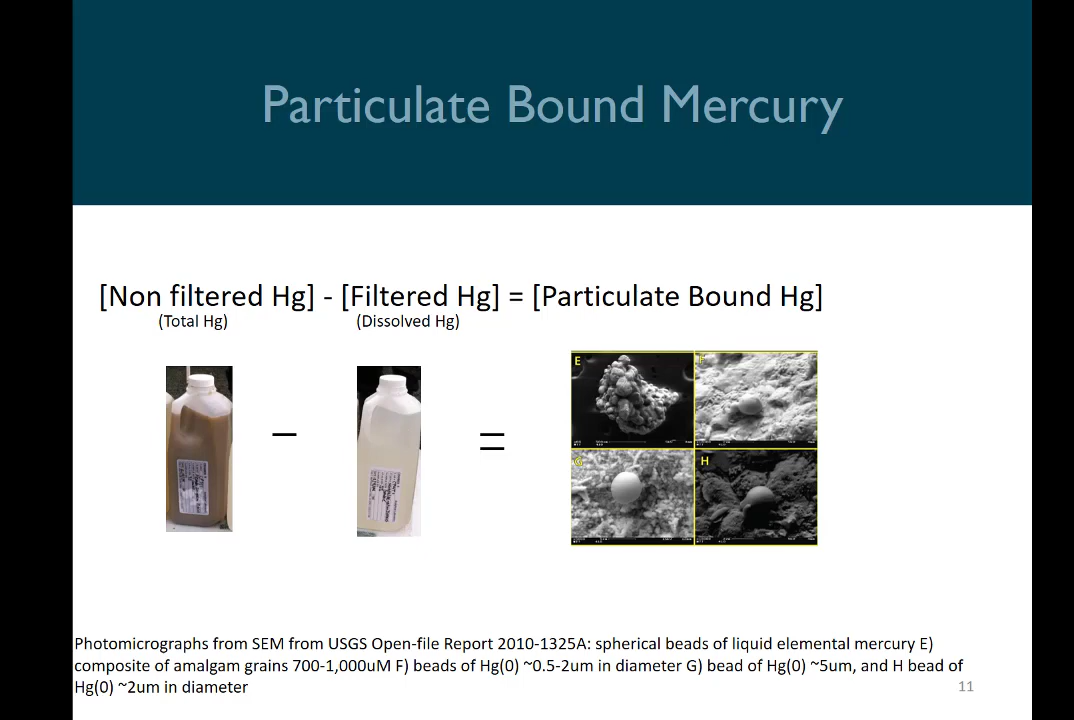 Particulate Bound Mercury
[Non filtered Hg] - [Filtered Hg] = [Particulate Bound Hg]
(Total Hg) (Dissolved Hg)
– =
E F
G H
Photomicrographs from SEM from USGS Open-file Report 2010-1325A: spherical beads of liquid elemental mercury E)
composite of amalgam grains 700-1,000uM F) beads of Hg(0) ~0.5-2um in diameter G) bead of Hg(0) ~5um, and H bead of
Hg(0) ~2um in diameter
11